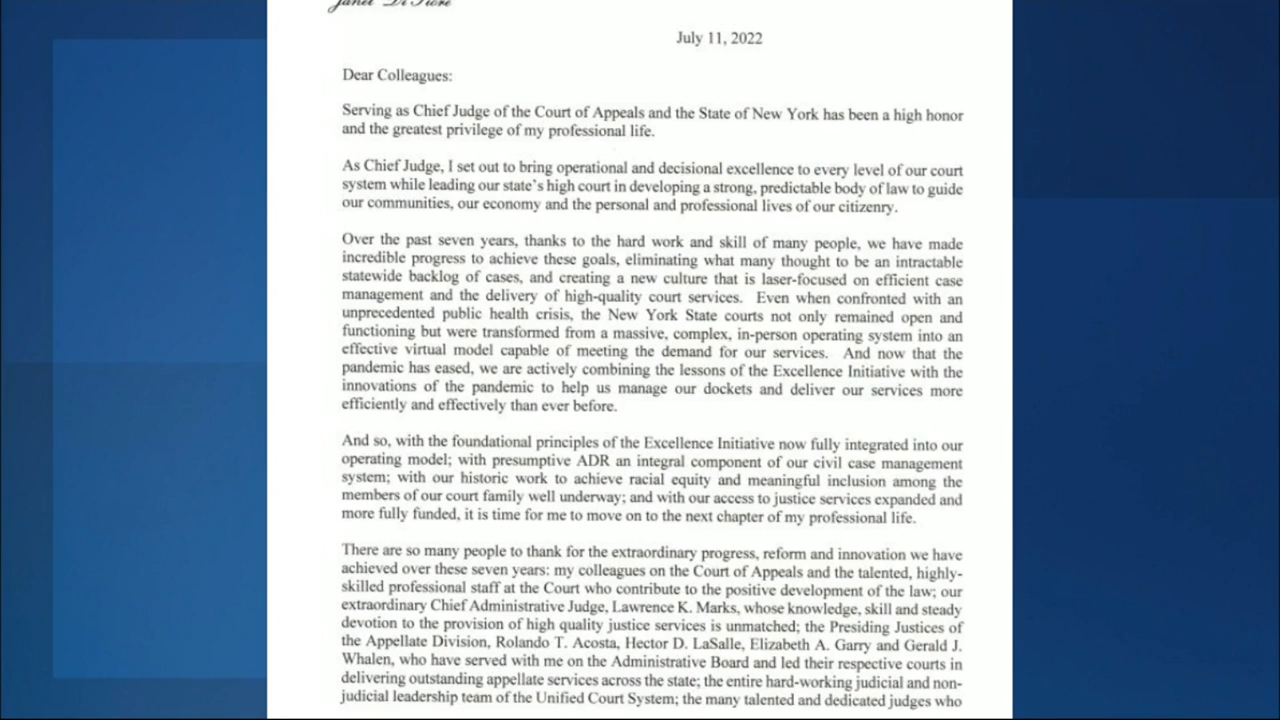 Janet DiFiore
July 11, 2022
Dear Colleagues:
Serving as Chief Judge of the Court of Appeals and the State of New York has been a high honor
and the greatest privilege of my professional life.
As Chief Judge, I set out to bring operational and decisional excellence to every level of our court
system while leading our state's high court in developing a strong, predictable body of law to guide
our communities, our economy and the personal and professional lives of our citizenry.
Over the past seven years, thanks to the hard work and skill of many people, we have made
incredible progress to achieve these goals, eliminating what many thought to be an intractable
statewide backlog of cases, and creating a new culture that is laser-focused on efficient case
management and the delivery of high-quality court services. Even when confronted with an
unprecedented public health crisis, the New York State courts not only remained open and
functioning but were transformed from a massive, complex, in-person operating system into an
effective virtual model capable of meeting the demand for our services. And now that the
pandemic has eased, we are actively combining the lessons of the Excellence Initiative with the
innovations of the pandemic to help us manage our dockets and deliver our services more
efficiently and effectively than ever before.
And so, with the foundational principles of the Excellence Initiative now fully integrated into our
operating model; with presumptive ADR an integral component of our civil case management
system; with our historic work to achieve racial equity and meaningful inclusion among the
members of our court family well underway; and with our access to justice services expanded and
more fully funded, it is time for me to move on to the next chapter of my professional life.
There are so many people to thank for the extraordinary progress, reform and innovation we have
achieved over these seven years: my colleagues on the Court of Appeals and the talented, highly-
skilled professional staff at the Court who contribute to the positive development of the law; our
extraordinary Chief Administrative Judge, Lawrence K. Marks, whose knowledge, skill and steady
devotion to the provision of high quality justice services is unmatched; the Presiding Justices of
the Appellate Division, Rolando T. Acosta, Hector D. LaSalle, Elizabeth A. Garry and Gerald J.
Whalen, who have served with me on the Administrative Board and led their respective courts in
delivering outstanding appellate services across the state; the entire hard-working judicial and non-
judicial leadership team of the Unified Court System; the many talented and dedicated judges who